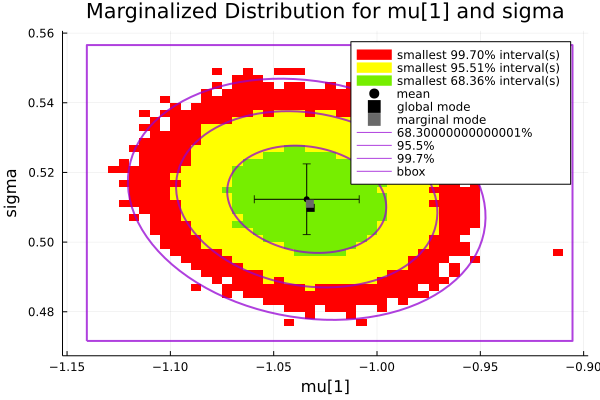 Marginalized Distribution for mu[1] and sigma
smallest 99.70% interval(s)
smallest 95.51% interval(s)
smallest 68.36% interval(s)
mean
global mode
marginal mode
68.30000000000001%
95.5%
99.7%
bbox
sigma
0.56
0.54
0.52
0.50
0.48
−1.15
−1.10
−1.05
−1.00
−0.95
−0.90
mu[1]